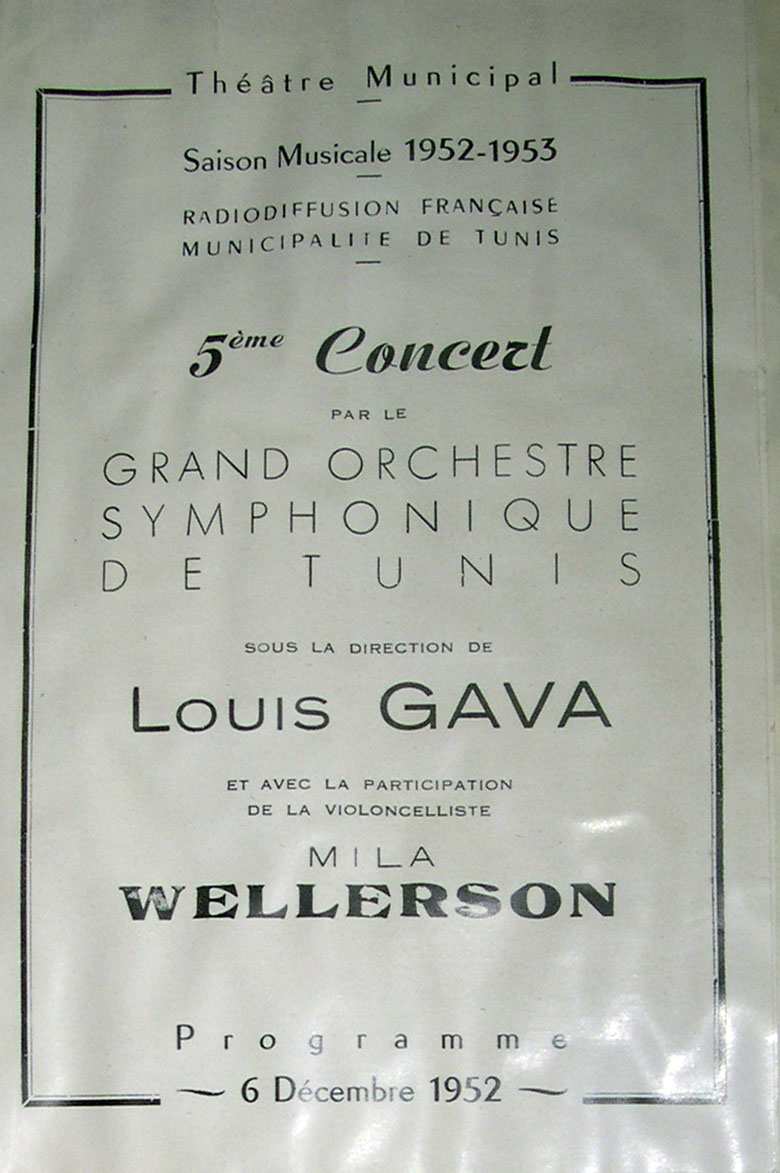 Théâtre Municipal
Saison Musicale 1952-1953
RADIODIFFUSION FRANÇAISE
MUNICIPALITE DE TUNIS
5ème Concert
PAR LE
GRAND ORCHESTRE
SYMPHONIQUE
DE TUNIS
SOUS LA DIRECTION DE
LOUIS GAVA
ET AVEC LA PARTICIPATION
DE LA VIOLONCELLISTE
MILA
WELLERSON
Programme
6 Décembre 1952